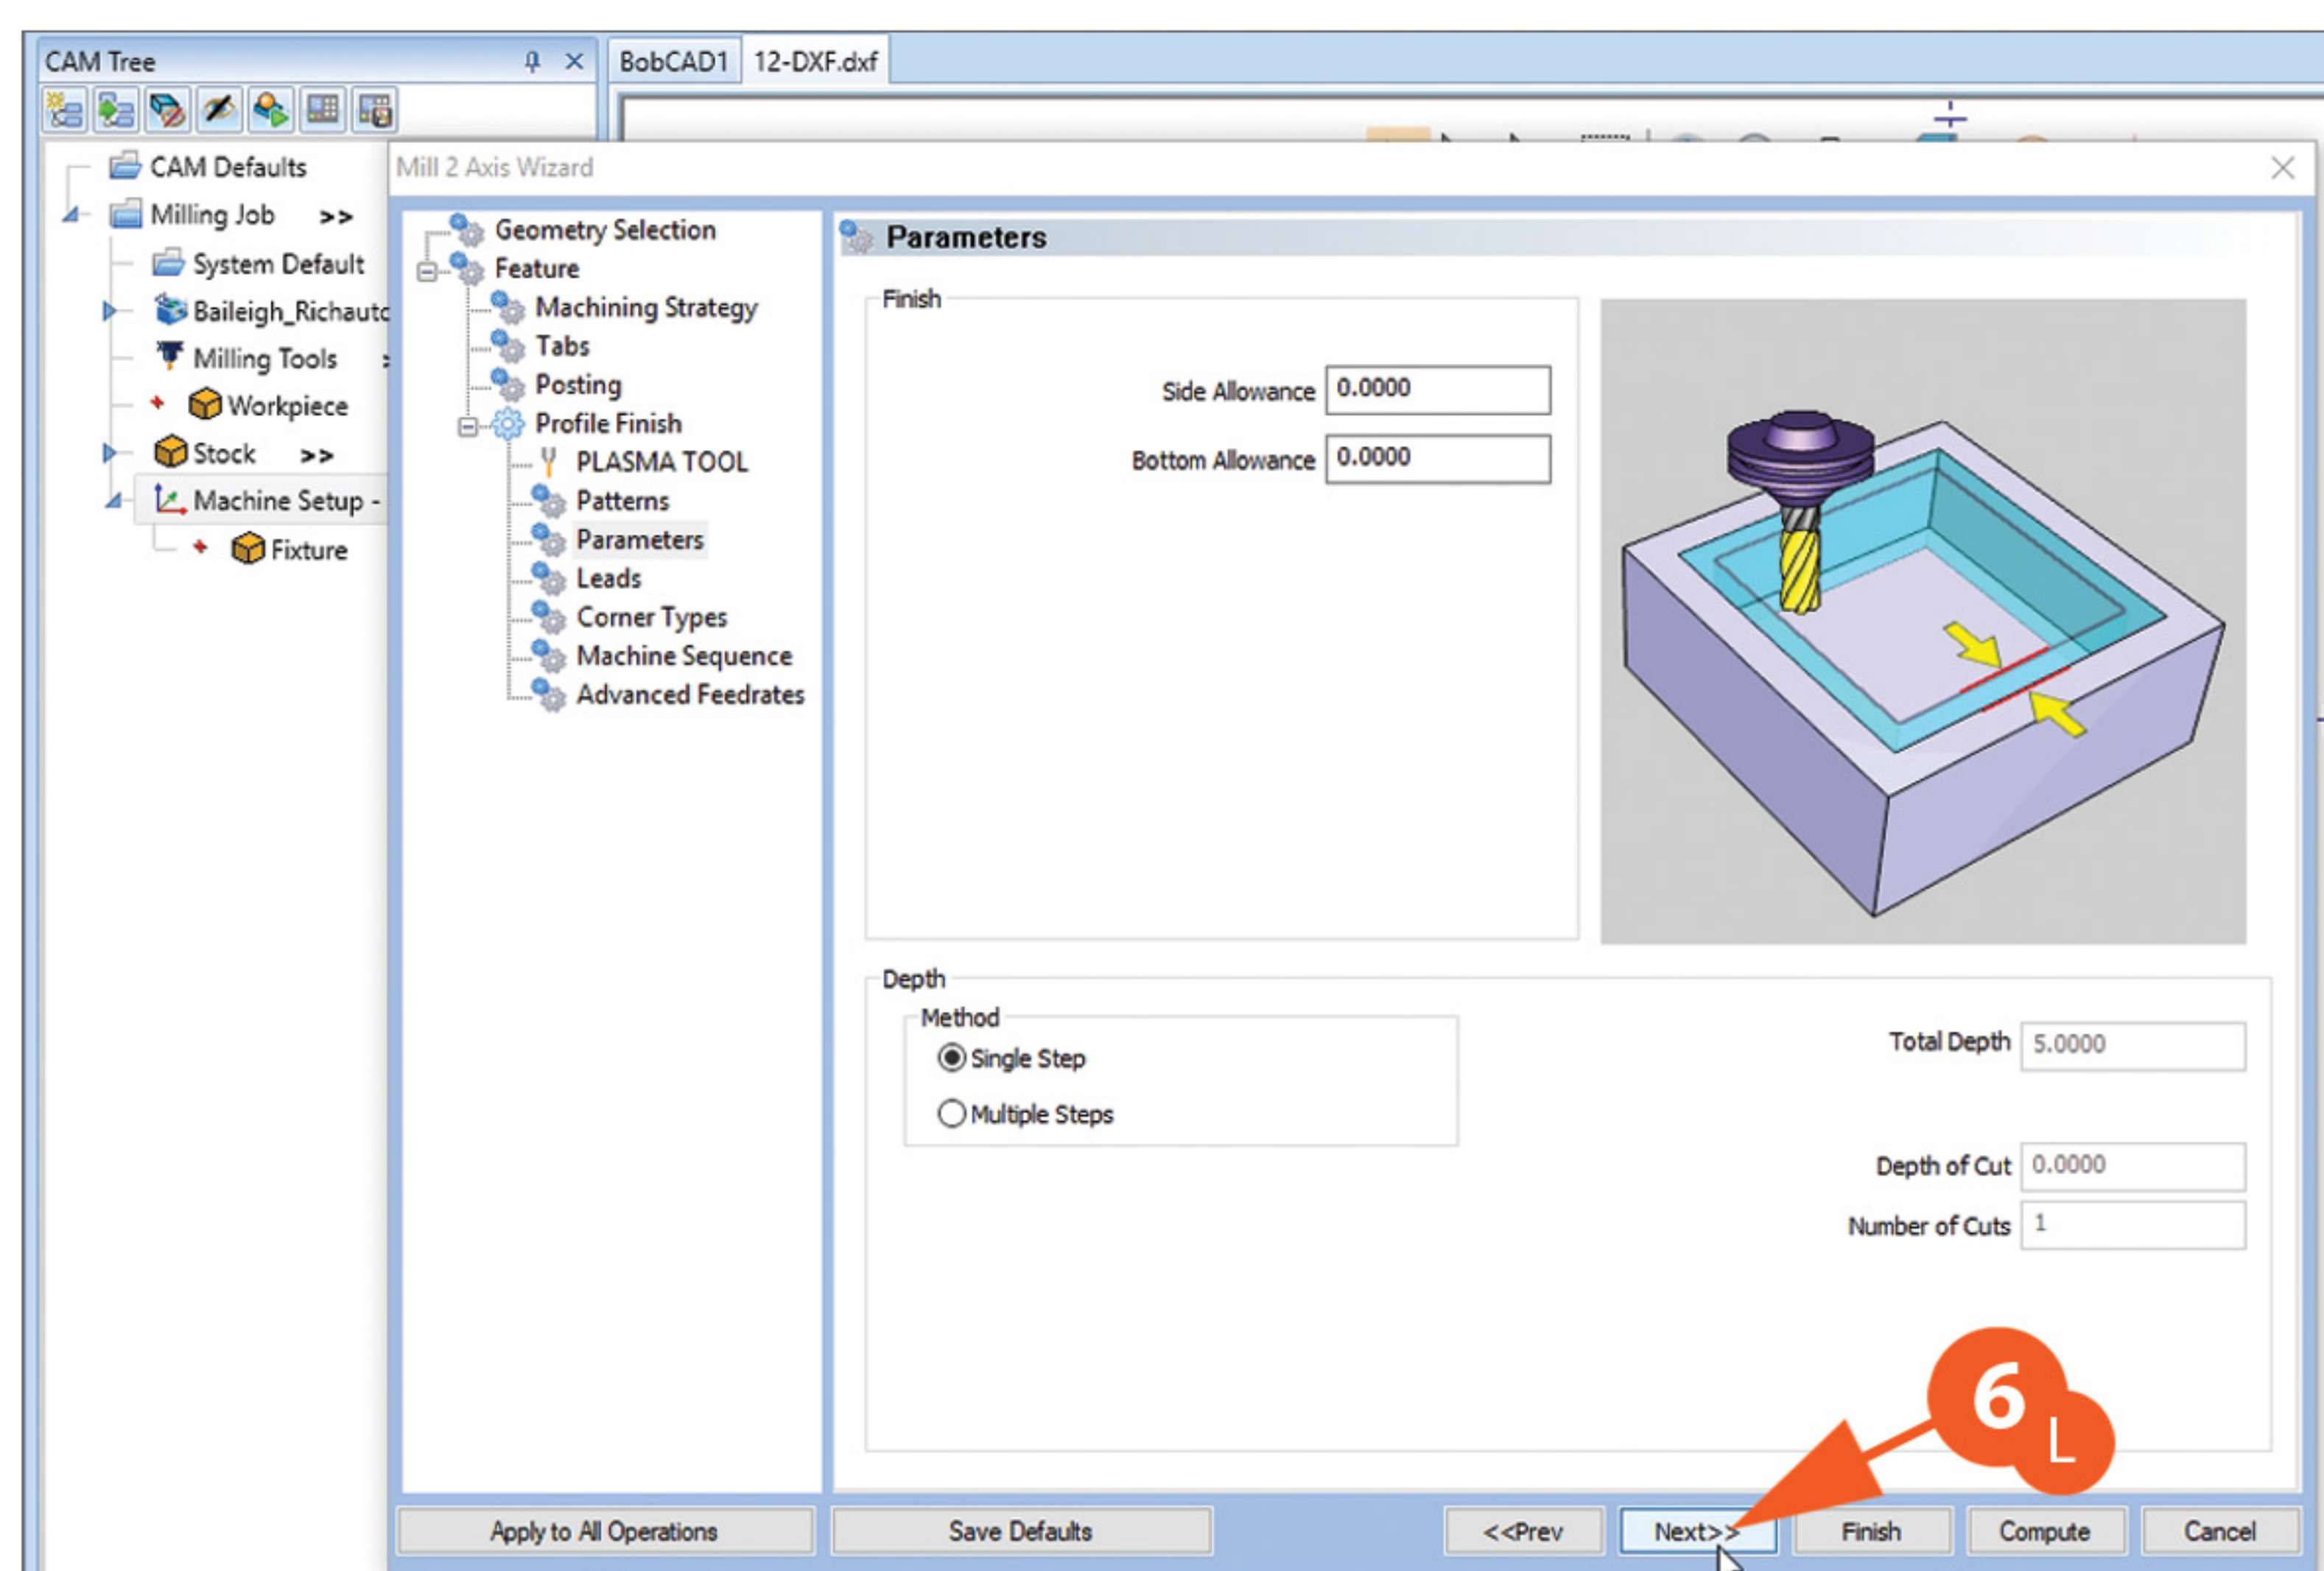 CAM Tree
BobCAD1
12-DXF.dxf
CAM Defaults
Milling Job >>
System Default
Baileigh_Richauto
Milling Tools
Workpiece
Stock >>
Machine Setup -
Fixture
Mill 2 Axis Wizard
Geometry Selection
Feature
Machining Strategy
Tabs
Posting
Profile Finish
PLASMA TOOL
Patterns
Parameters
Leads
Corner Types
Machine Sequence
Advanced Feedrates
Parameters
Finish
Side Allowance 0.0000
Bottom Allowance 0.0000
Depth
Method
Single Step
Multiple Steps
Total Depth 5.0000
Depth of Cut 0.0000
Number of Cuts 1
6
L
Apply to All Operations
Save Defaults
<<Prev
Next>>
Finish
Compute
Cancel